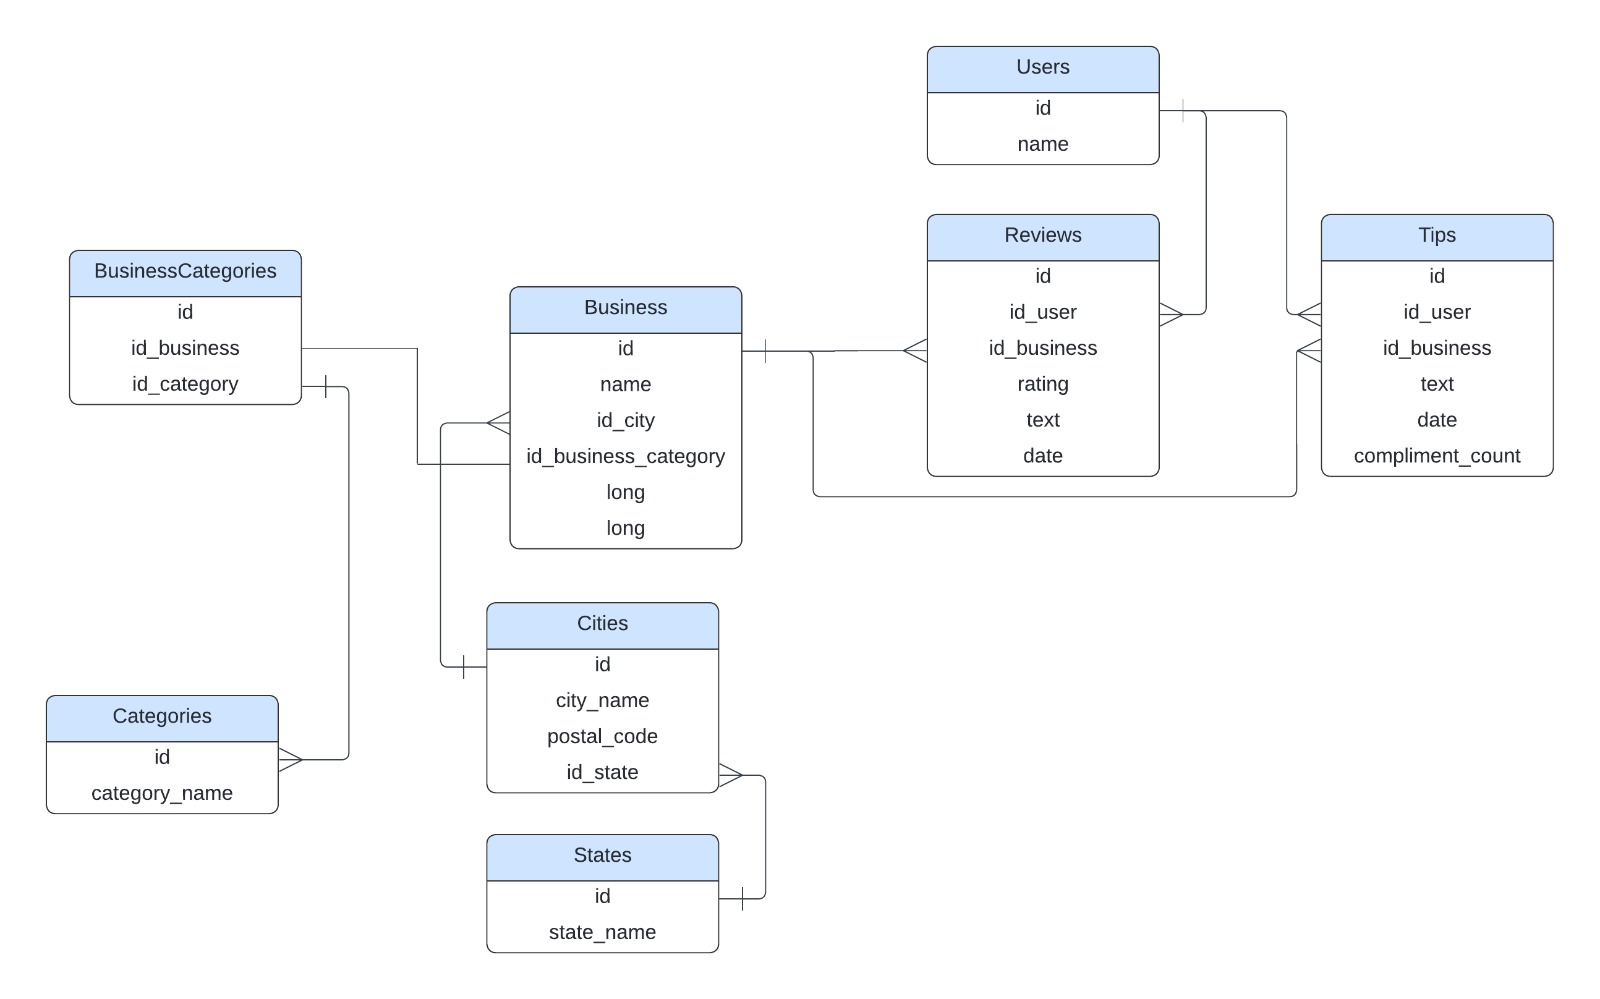 Users
id
name
Reviews
id
id_user
id_business
rating
text
date
Tips
id
id_user
id_business
text
date
compliment_count
BusinessCategories
id
id_business
id_category
Business
id
name
id_city
id_business_category
long
long
Cities
id
city_name
postal_code
id_state
Categories
id
category_name
States
id
state_name